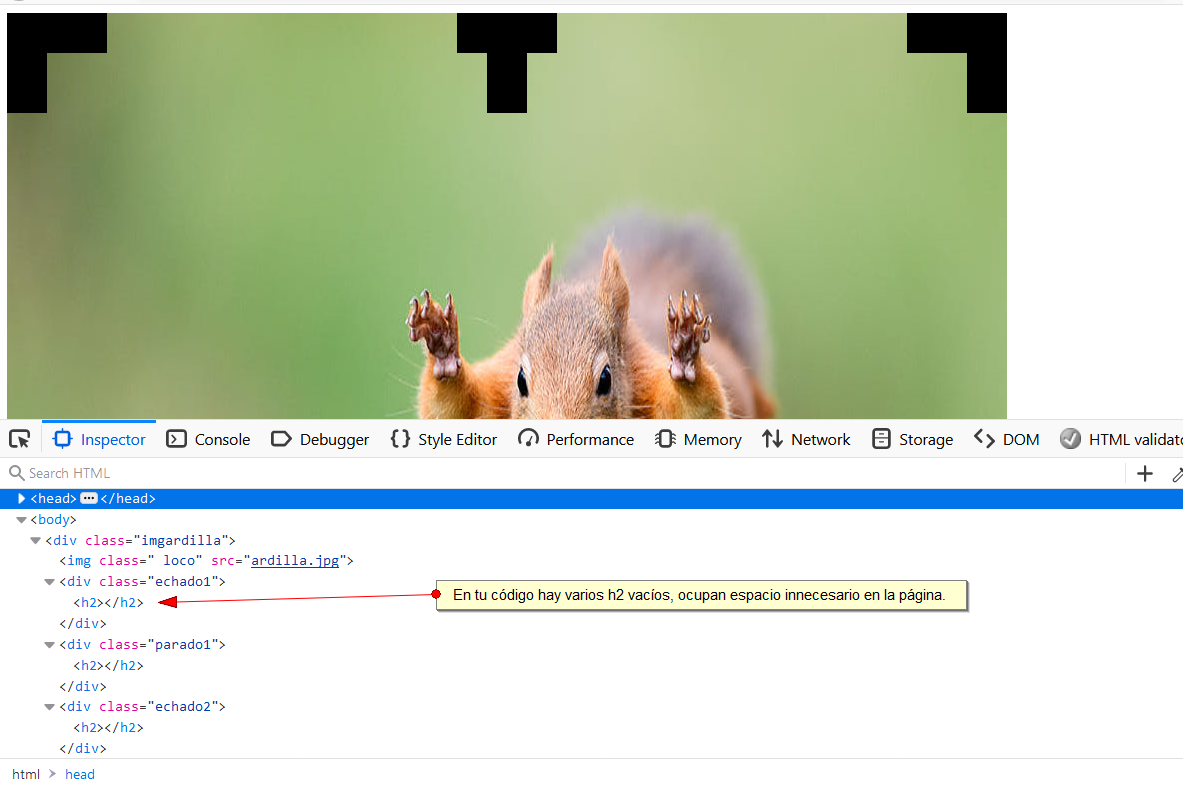 Inspector Console Debugger Style Editor Performance Memory Network Storage DOM HTML validato
Search HTML
<head></head>
<body>
<div class="imgardilla">
<img class=" loco" src="ardilla.jpg">
<div class="echado1">
<h2></h2>
En tu código hay varios h2 vacíos, ocupan espacio innecesario en la página.
</div>
<div class="parado1">
<h2></h2>
</div>
<div class="echado2">
<h2></h2>
</div>
html > head